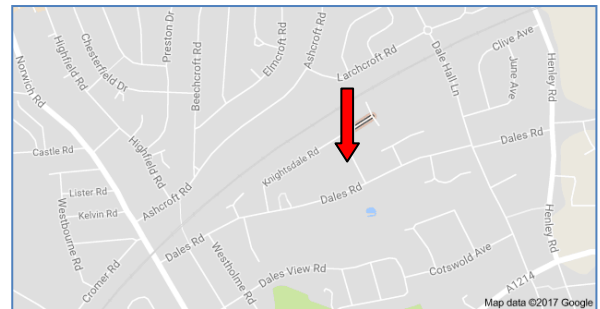 Preston Dr
Highfield Rd
Chesterfield Dr
Beechcroft Rd
Elmcroft Rd
Ashcroft Rd
Larchcroft Rd
Dale Hall Ln
Clive Ave
June Ave
Henley Rd
Norwich Rd
Castle Rd
Highfield Rd
Knightsdale Rd
Dales Rd
Lister Rd
Kelvin Rd
Westbourne Rd
Ashcroft Rd
Dales Rd
Henley Rd
Dales Rd
Westholme Rd
Cromer Rd
Dales View Rd
Cotswold Ave
A1214
Map data ©2017 Google